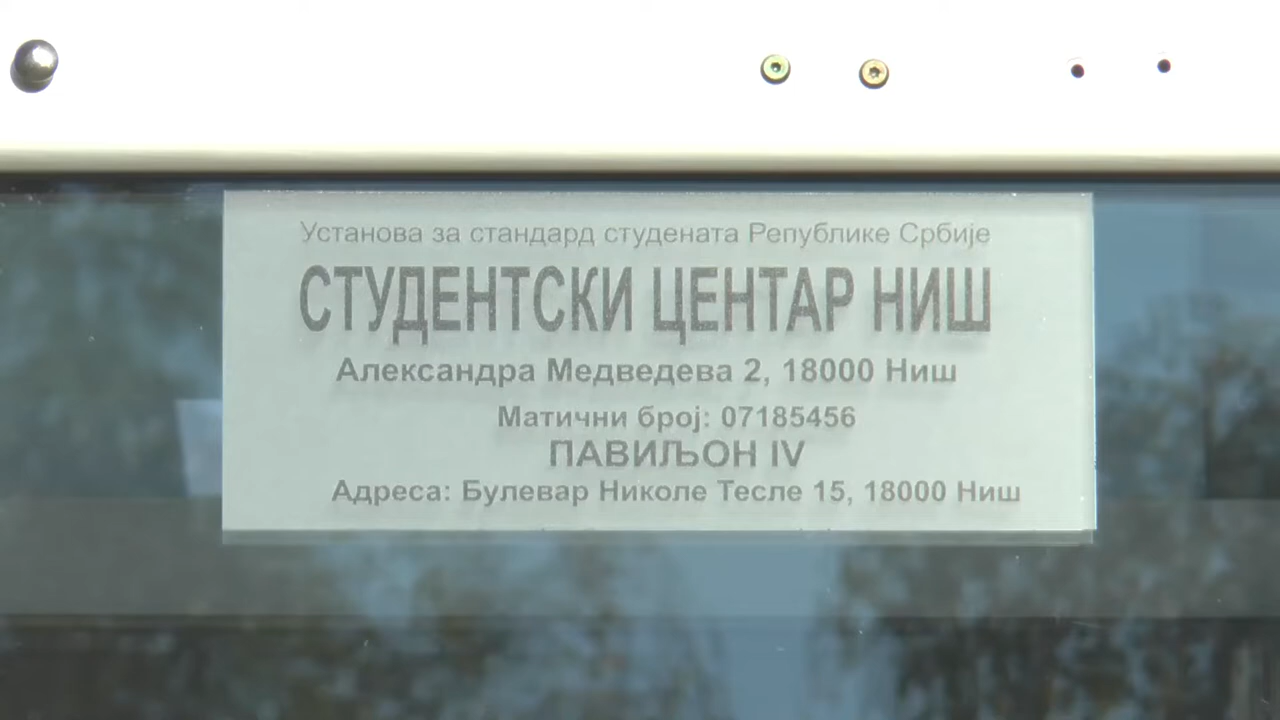 Установа за стандард студената Републике Србије
СТУДЕНТСКИ ЦЕНТАР НИШ
Александра Медведева 2, 18000 Ниш
Матични број: 07185456
ПАВИЉОН IV
Адреса: Булевар Николе Тесле 15, 18000 Ниш